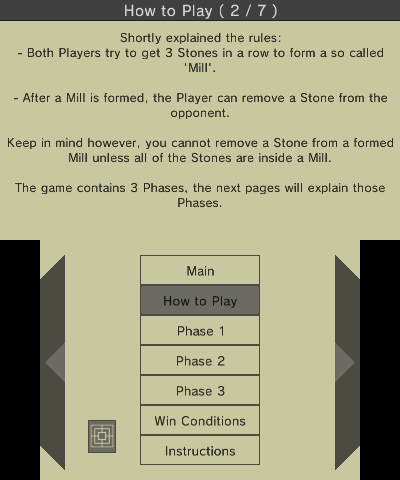 How to Play ( 2 / 7 )
Shortly explained the rules:
- Both Players try to get 3 Stones in a row to form a so called
'Mill'.
- After a Mill is formed, the Player can remove a Stone from the
opponent.
Keep in mind however, you cannot remove a Stone from a formed
Mill unless all of the Stones are inside a Mill.
The game contains 3 Phases, the next pages will explain those
Phases.
Main
How to Play
Phase 1
Phase 2
Phase 3
Win Conditions
Instructions